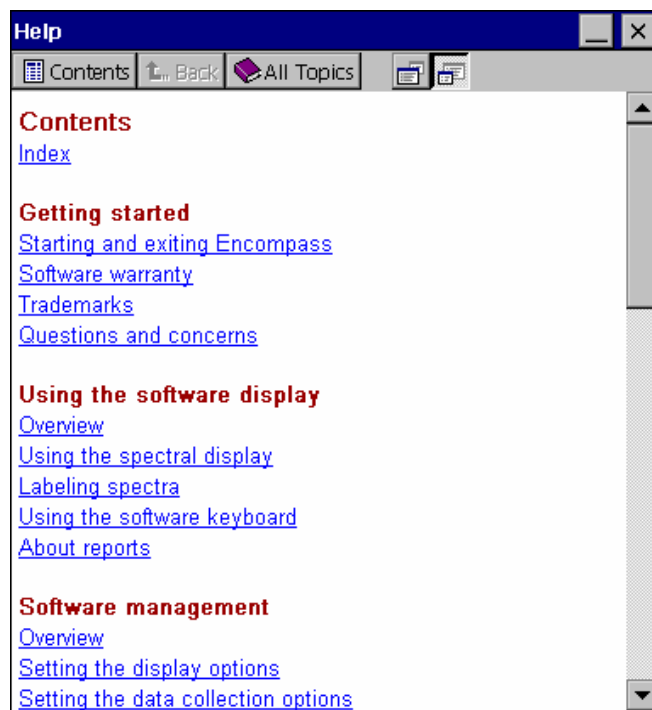 Help
Contents Back All Topics
Contents
Index
Getting started
Starting and exiting Encompass
Software warranty
Trademarks
Questions and concerns
Using the software display
Overview
Using the spectral display
Labeling spectra
Using the software keyboard
About reports
Software management
Overview
Setting the display options
Setting the data collection options